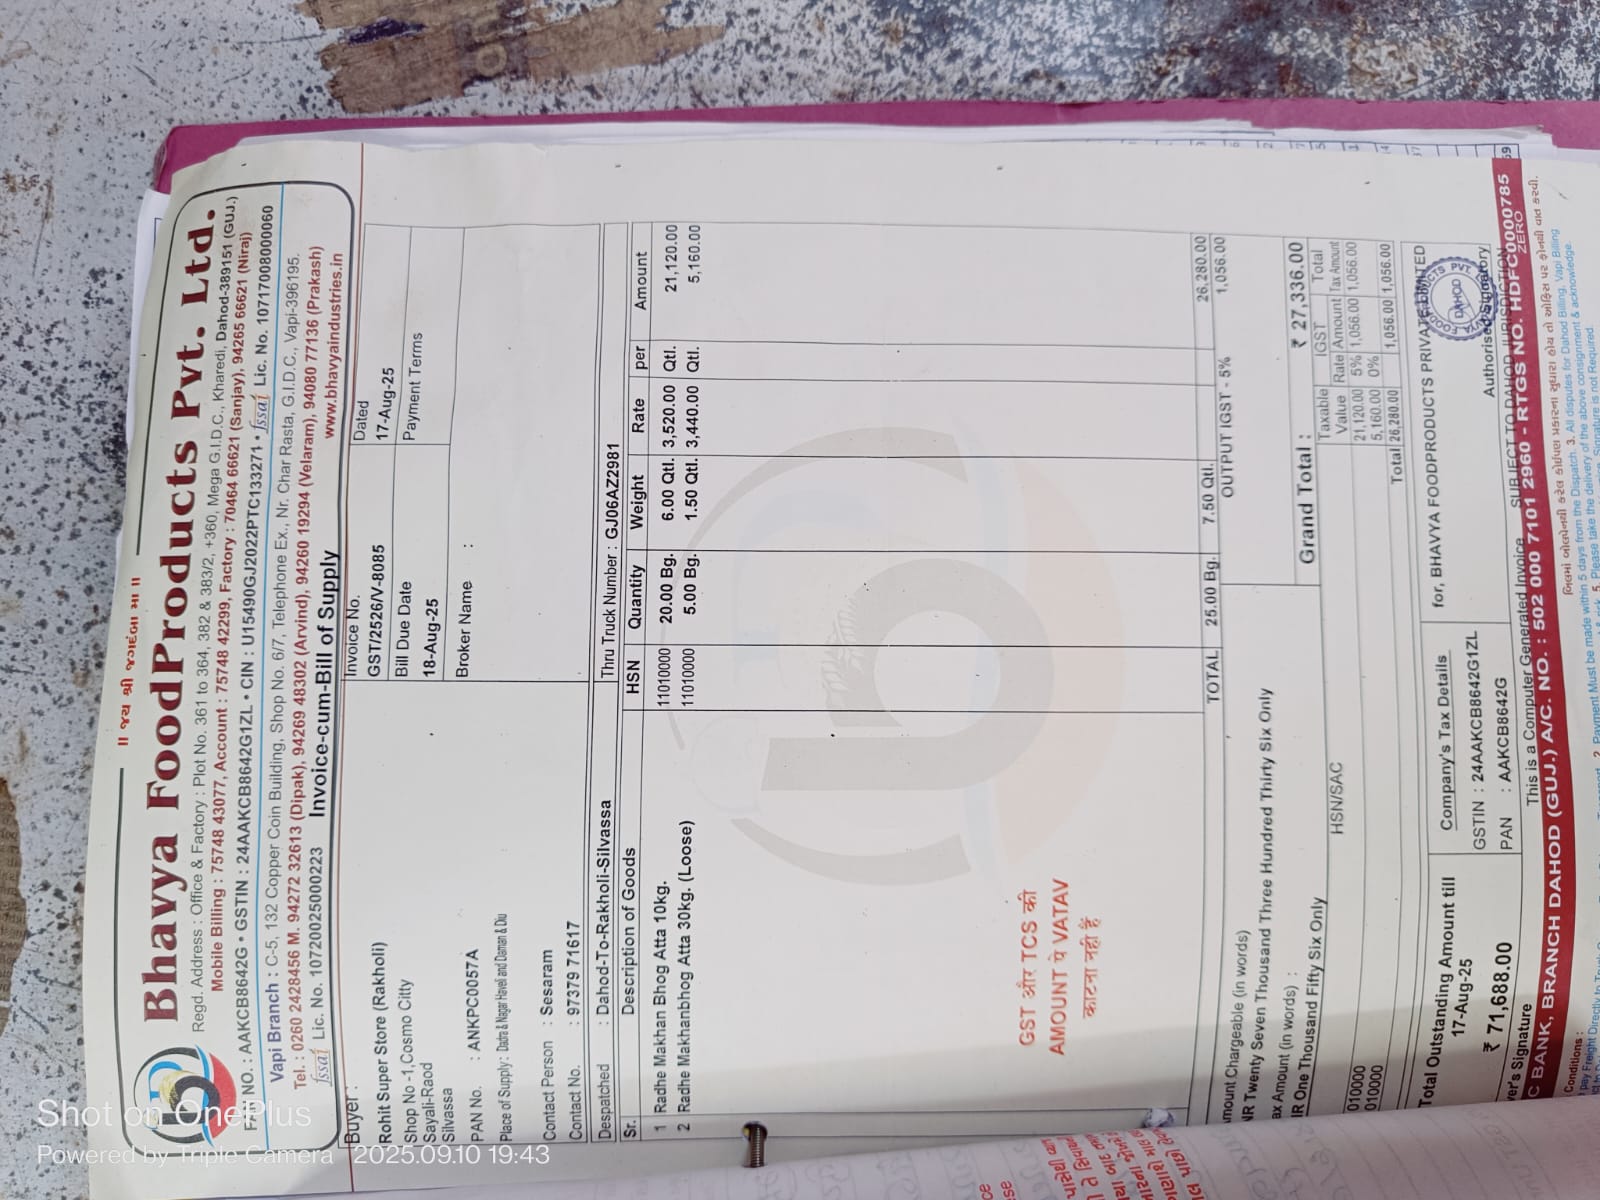 ॥ જય શ્રી જગદંબા મા ॥
Bhavya FoodProducts Pvt. Ltd.
Regd. Address : Office & Factory : Plot No. 361 to 364, 382 & 383/2, +360, Mega G.I.D.C., Kharedi, Dahod-389151 (GUJ.)
Mobile Billing : 75748 43077, Account : 75748 42299, Factory : 70464 66621 (Sanjay), 94265 66621 (Niraj)
NO. : AAKCB8642G • GSTIN : 24AAKCB8642G1ZL • CIN : U15490GJ2022PTC133271 • fssai Lic. No. 10717008000060
Vapi Branch : C-5, 132 Copper Coin Building, Shop No. 6/7, Telephone Ex., Nr. Char Rasta, G.I.D.C., Vapi-396195.
Tel. : 0260 2428456 M. 94272 32613 (Dipak), 94269 48302 (Arvind), 94260 19294 (Velaram), 94080 77136 (Prakash)
fssai Lic. No. 10720025000223 Invoice-cum-Bill of Supply www.bhavyaindustries.in
Buyer : Invoice No. Dated
Rohit Super Store (Rakholi) GST/2526/V-8085 17-Aug-25
Shop No -1,Cosmo Citty Bill Due Date Payment Terms
Sayali-Raod 18-Aug-25
Silvassa
PAN No. : ANKPC0057A Broker Name :
Place of Supply : Dadra & Nagar Haveli and Daman & Diu
Contact Person : Sesaram
Contact No. : 97379 71617
Despatched : Dahod-To-Rakholi-Silvassa Thru Truck Number : GJ06AZ2981
Sr. Description of Goods HSN Quantity Weight Rate per Amount
1 Radhe Makhan Bhog Atta 10kg. 11010000 20.00 Bg. 6.00 Qtl. 3,520.00 Qtl. 21,120.00
2 Radhe Makhanbhog Atta 30kg. (Loose) 11010000 5.00 Bg. 1.50 Qtl. 3,440.00 Qtl. 5,160.00
GST और TCS की
AMOUNT पे VATAV
काटना नही हैं
TOTAL 25.00 Bg. 7.50 Qtl. 26,280.00
OUTPUT IGST - 5% 1,056.00
mount Chargeable (in words)
NR Twenty Seven Thousand Three Hundred Thirty Six Only
Grand Total : ₹ 27,336.00
ax Amount (in words) :
IR One Thousand Fifty Six Only
HSN/SAC Taxable Value IGST Rate Amount Total Tax Amount
010000 21,120.00 5% 1,056.00 1,056.00
010000 5,160.00 0%
Total 26,280.00 1,056.00 1,056.00
Total Outstanding Amount till
17-Aug-25
₹ 71,688.00
Company's Tax Details
GSTIN : 24AAKCB8642G1ZL
PAN : AAKCB8642G
for, BHAVYA FOODPRODUCTS PRIVATE LIMITED
DAHOD
Authorised Signatory
er's Signature
This is a Computer Generated Invoice SUBJECT TO DAHOD JURISDICTION
C BANK, BRANCH DAHOD (GUJ.) A/C. NO. : 502 000 7101 2960 - RTGS NO. HDFC0000785
ZERO
Conditions :
2. Payment Must be made within 5 days from the Dispatch. 3. All disputes for Dahod Billing, Vapi Billing
5. Please take the delivery of the above consignment & acknowledge.
Signature is not Required.
Shot on OnePlus
Powered by Triple Camera 2025.09.10 19:43